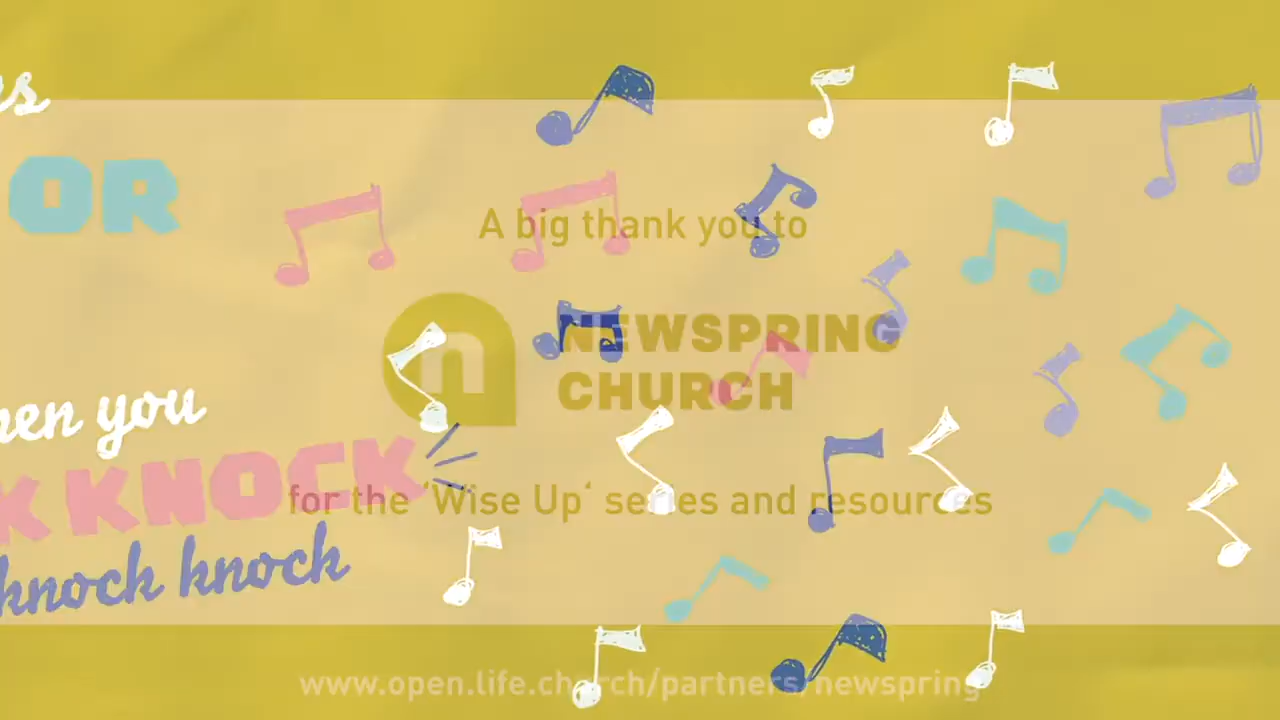 OR
A big thank you to
NEWSPRING
CHURCH
you
KNOCK
for the ‘Wise Up‘ series and resources
knock knock
www.open.life.church/partners/newspring